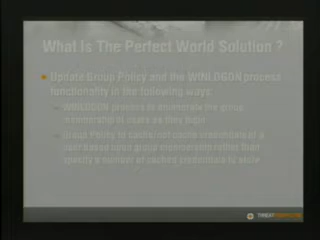 What Is The Perfect World Solution ?
Update Group Policy and the WINLOGON process
functionality in the following ways:
– WINLOGON process to enumerate the group
membership of users as they login
– Group Policy to cache/not cache credentials of a
user based upon group membership rather than
specify a number of cached credentials to store